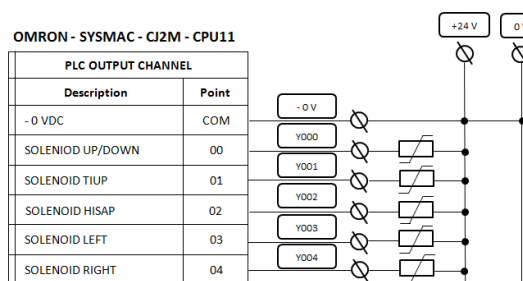 +24 V
OMRON - SYSMAC - CJ2M - CPU11
PLC OUTPUT CHANNEL
Description Point
- 0 VDC COM - 0 V
SOLENIOD UP/DOWN 00 Y000
SOLENOID TIUP 01 Y001
SOLENOID HISAP 02 Y002
SOLENOID LEFT 03 Y003
SOLENOID RIGHT 04 Y004